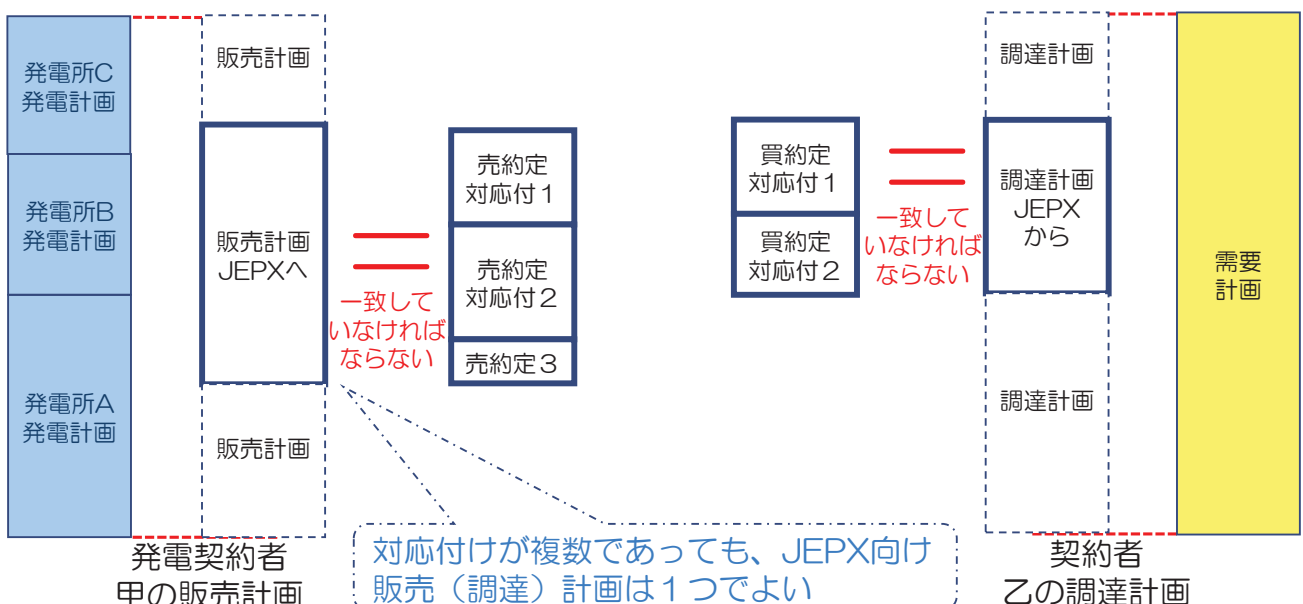 発電所C
発電計画
発電所B
発電計画
発電所A
発電計画
販売計画
販売計画
JEPXへ
販売計画
一致して
いなければ
ならない
売約定
対応付1
売約定
対応付2
売約定3
買約定
対応付1
買約定
対応付2
一致して
いなければ
ならない
調達計画
調達計画
JEPX
から
調達計画
需要
計画
発電契約者
甲の販売計画
対応付けが複数であっても、JEPX向け
販売（調達）計画は1つでよい
契約者
乙の調達計画